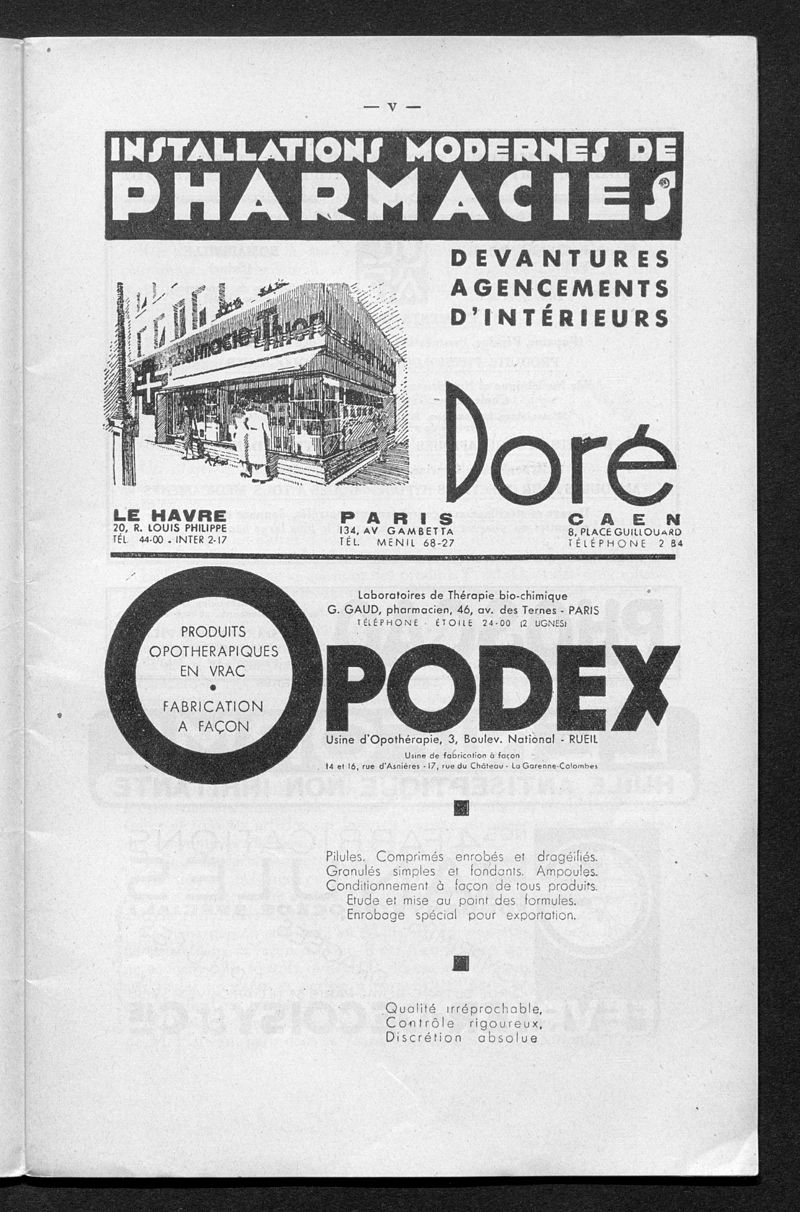 — V —
INSTALLATIONS MODERNES DE
PHARMACIES
DEVANTURES
AGENCEMENTS
D'INTÉRIEURS
Pharmacie Thon
Doré
LE HAVRE
20, R. LOUIS PHILIPPE
TÉL 44-00 . INTER 2-17
PARIS
134, AV GAMBETTA
TÉL. MENIL 68-27
CAEN
8, PLACE GUILLOUARD
TÉLÉPHONE 2 84
Laboratoires de Thérapie bio-chimique
G. GAUD, pharmacien, 46, av. des Ternes - PARIS
TÉLÉPHONE - ÉTOILE 24-00 (2 LIGNES)
OPODEX
PRODUITS
OPOTHERAPIQUES
EN VRAC
•
FABRICATION
A FAÇON
Usine d'Opothérapie, 3, Boulev. National - RUEIL
Usine de fabrication à façon
14 et 16, rue d'Asnières - 17, rue du Château - La Garenne-Colombes
Pilules. Comprimés enrobés et dragéifiés.
Granulés simples et fondants. Ampoules.
Conditionnement à façon de tous produits.
Etude et mise au point des formules.
Enrobage spécial pour exportation.
Qualité irréprochable,
Contrôle rigoureux,
Discrétion absolue